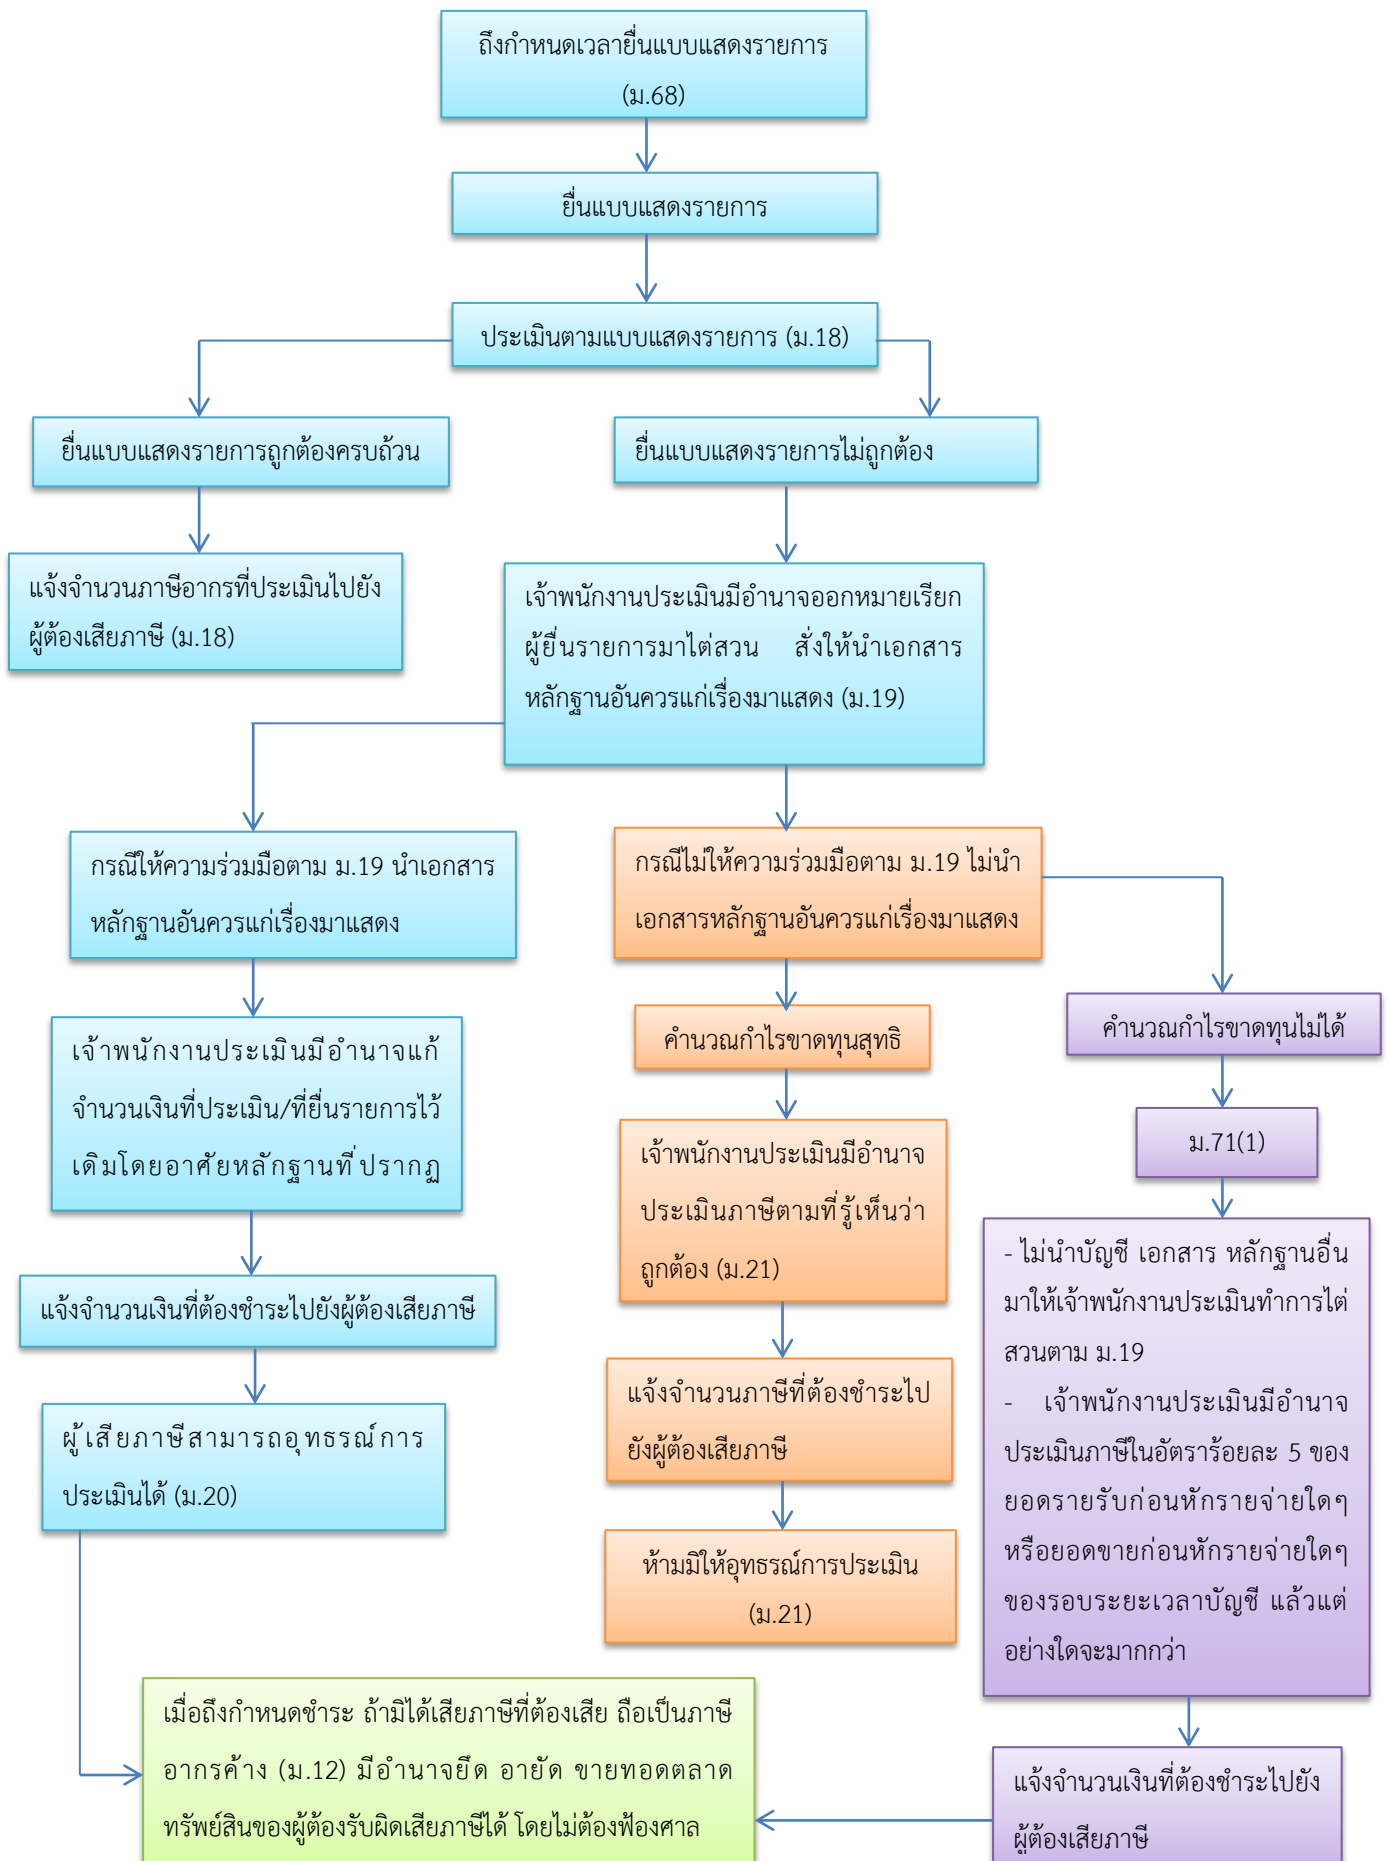 ถึงกำหนดเวลายื่นแบบแสดงรายการ
(ม.68)
ยื่นแบบแสดงรายการ
ประเมินตามแบบแสดงรายการ (ม.18)
ยื่นแบบแสดงรายการถูกต้องครบถ้วน
ยื่นแบบแสดงรายการไม่ถูกต้อง
แจ้งจำนวนภาษีอากรที่ประเมินไปยัง
ผู้ต้องเสียภาษี (ม.18)
เจ้าพนักงานประเมินมีอำนาจออกหมายเรียก
ผู้ยื่นรายการมาไต่สวน สั่งให้นำเอกสาร
หลักฐานอันควรแก่เรื่องมาแสดง (ม.19)
กรณีให้ความร่วมมือตาม ม.19 นำเอกสาร
หลักฐานอันควรแก่เรื่องมาแสดง
กรณีไม่ให้ความร่วมมือตาม ม.19 ไม่นำ
เอกสารหลักฐานอันควรแก่เรื่องมาแสดง
เจ้าพนักงานประเมินมีอำนาจแก้
จำนวนเงินที่ประเมิน/ที่ยื่นรายการไว้
เดิมโดยอาศัยหลักฐานที่ปรากฏ
แจ้งจำนวนเงินที่ต้องชำระไปยังผู้ต้องเสียภาษี
ผู้เสียภาษีสามารถอุทธรณ์การ
ประเมินได้ (ม.20)
คำนวณกำไรขาดทุนสุทธิ
เจ้าพนักงานประเมินมีอำนาจ
ประเมินภาษีตามที่รู้เห็นว่า
ถูกต้อง (ม.21)
แจ้งจำนวนภาษีที่ต้องชำระไป
ยังผู้ต้องเสียภาษี
ห้ามมิให้อุทธรณ์การประเมิน
(ม.21)
คำนวณกำไรขาดทุนไม่ได้
ม.71(1)
- ไม่นำบัญชี เอกสาร หลักฐานอื่น
มาให้เจ้าพนักงานประเมินทำการไต่
สวนตาม ม.19
- เจ้าพนักงานประเมินมีอำนาจ
ประเมินภาษีในอัตราร้อยละ 5 ของ
ยอดรายรับก่อนหักรายจ่ายใดๆ
หรือยอดขายก่อนหักรายจ่ายใดๆ
ของรอบระยะเวลาบัญชี แล้วแต่
อย่างใดจะมากกว่า
แจ้งจำนวนเงินที่ต้องชำระไปยัง
ผู้ต้องเสียภาษี
เมื่อถึงกำหนดชำระ ถ้ามิได้เสียภาษีที่ต้องเสีย ถือเป็นภาษี
อากรค้าง (ม.12) มีอำนาจยึด อายัด ขายทอดตลาด
ทรัพย์สินของผู้ต้องรับผิดเสียภาษีได้ โดยไม่ต้องฟ้องศาล